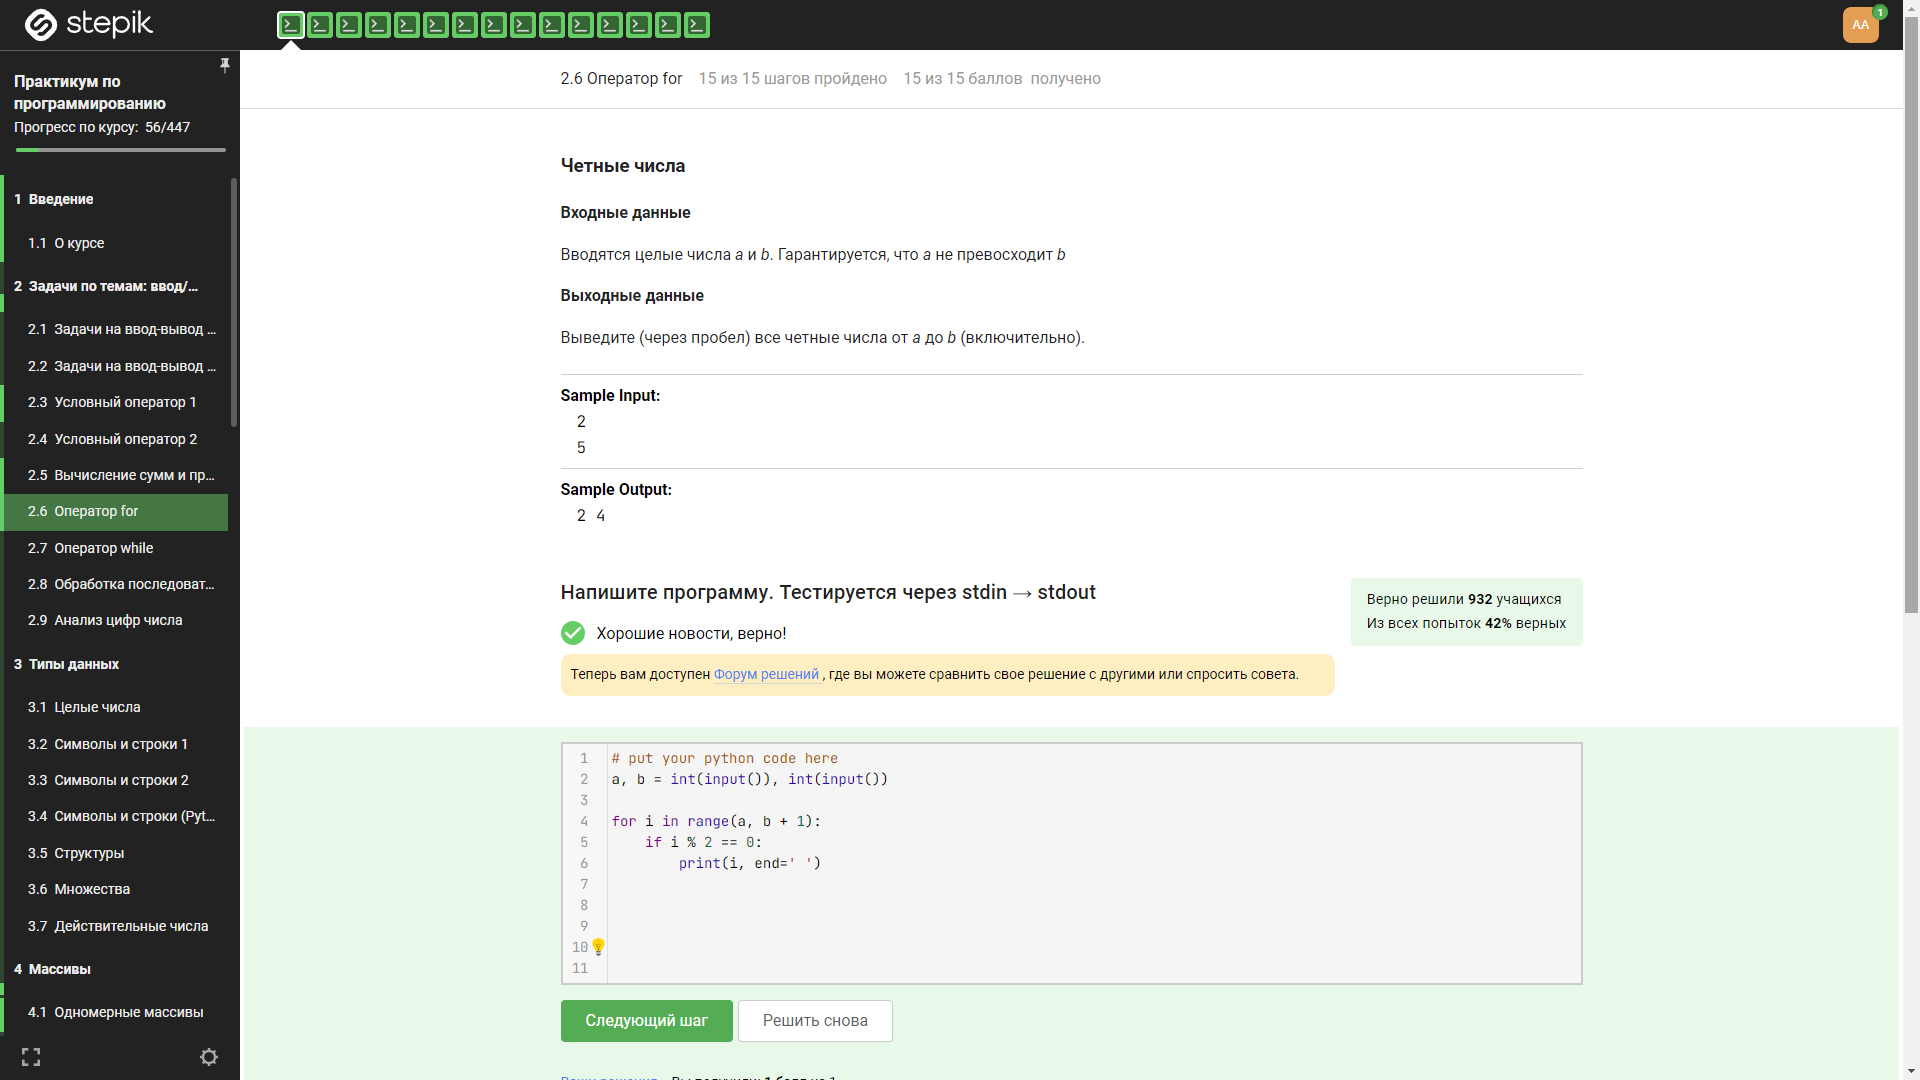 stepik
AA
1
Практикум по
программированию
Прогресс по курсу: 56/447
1 Введение
1.1 О курсе
2 Задачи по темам: ввод/...
2.1 Задачи на ввод-вывод ...
2.2 Задачи на ввод-вывод ...
2.3 Условный оператор 1
2.4 Условный оператор 2
2.5 Вычисление сумм и пр...
2.6 Оператор for
2.7 Оператор while
2.8 Обработка последоват...
2.9 Анализ цифр числа
3 Типы данных
3.1 Целые числа
3.2 Символы и строки 1
3.3 Символы и строки 2
3.4 Символы и строки (Pyt...
3.5 Структуры
3.6 Множества
3.7 Действительные числа
4 Массивы
4.1 Одномерные массивы
2.6 Оператор for 15 из 15 шагов пройдено 15 из 15 баллов получено
Четные числа
Входные данные
Вводятся целые числа a и b. Гарантируется, что a не превосходит b
Выходные данные
Выведите (через пробел) все четные числа от a до b (включительно).
Sample Input:
2
5
Sample Output:
2 4
Напишите программу. Тестируется через stdin → stdout
Верно решили 932 учащихся
Из всех попыток 42% верных
Хорошие новости, верно!
Теперь вам доступен Форум решений , где вы можете сравнить свое решение с другими или спросить совета.
1 # put your python code here
2 a, b = int(input()), int(input())
3
4 for i in range(a, b + 1):
5     if i % 2 == 0:
6         print(i, end=' ')
7
8
9
10
11
Следующий шаг
Решить снова
Ваши решения Вы получили: 1 балл из 1